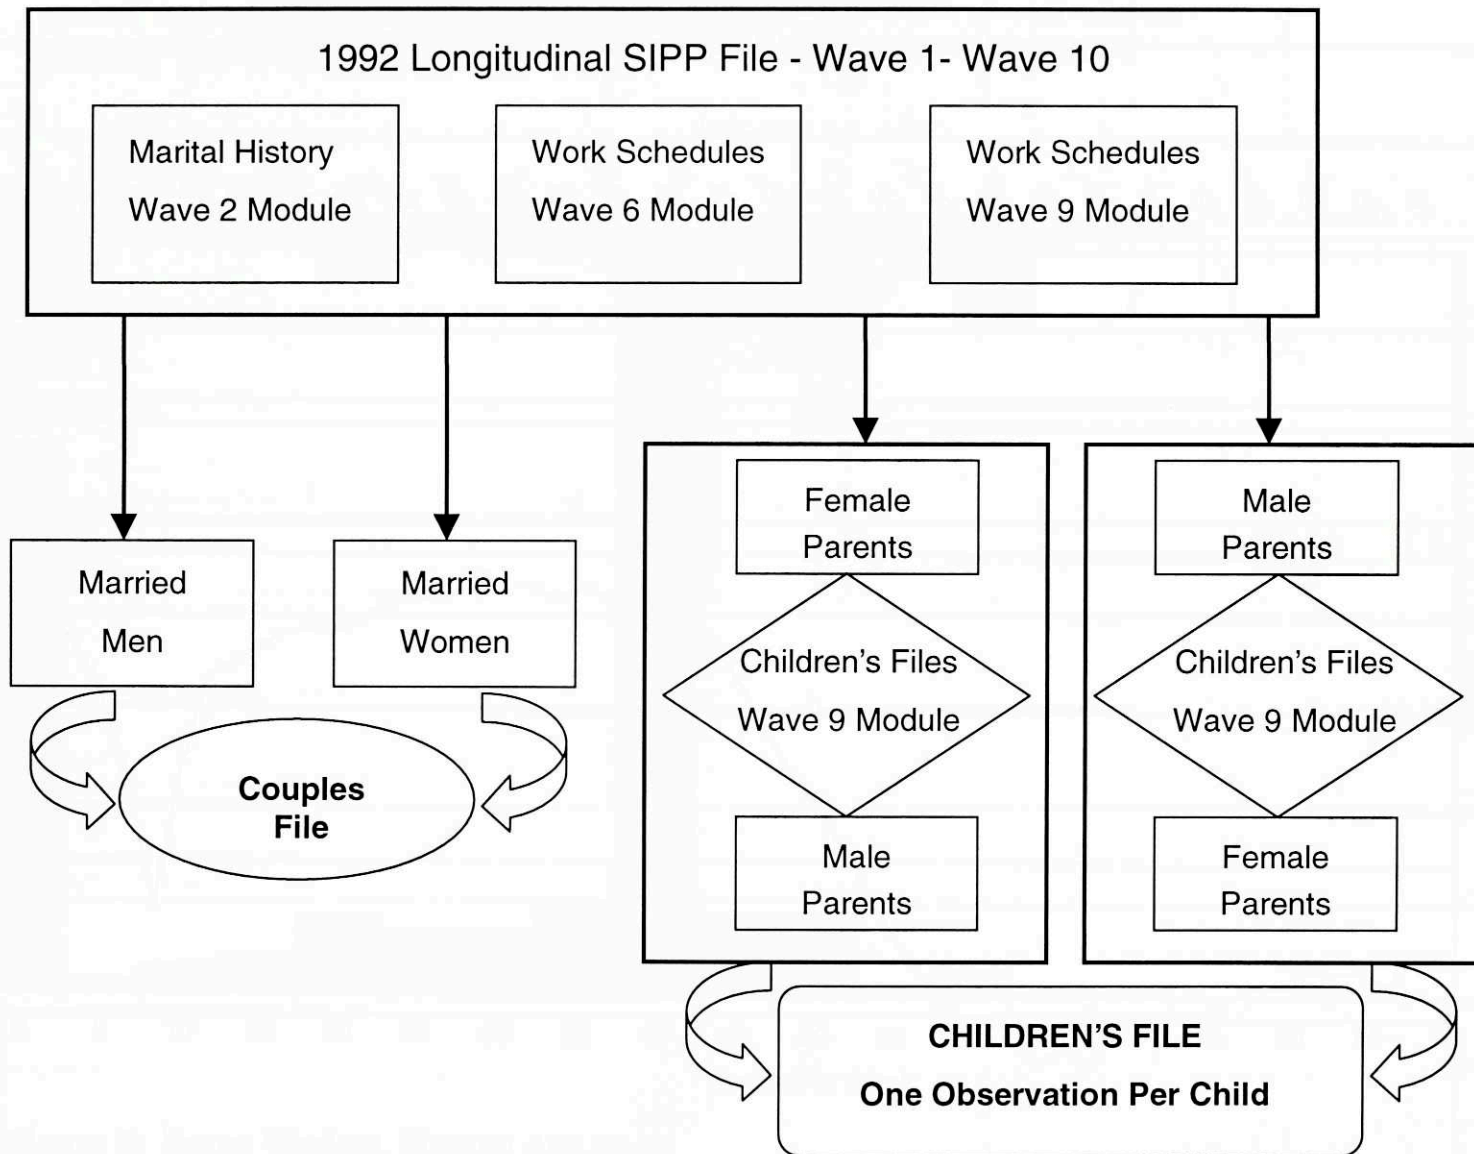 1992 Longitudinal SIPP File - Wave 1- Wave 10
Marital History
Wave 2 Module
Work Schedules
Wave 6 Module
Work Schedules
Wave 9 Module
Married
Men
Married
Women
Couples
File
Female
Parents
Children's Files
Wave 9 Module
Male
Parents
Male
Parents
Children's Files
Wave 9 Module
Female
Parents
CHILDREN'S FILE
One Observation Per Child